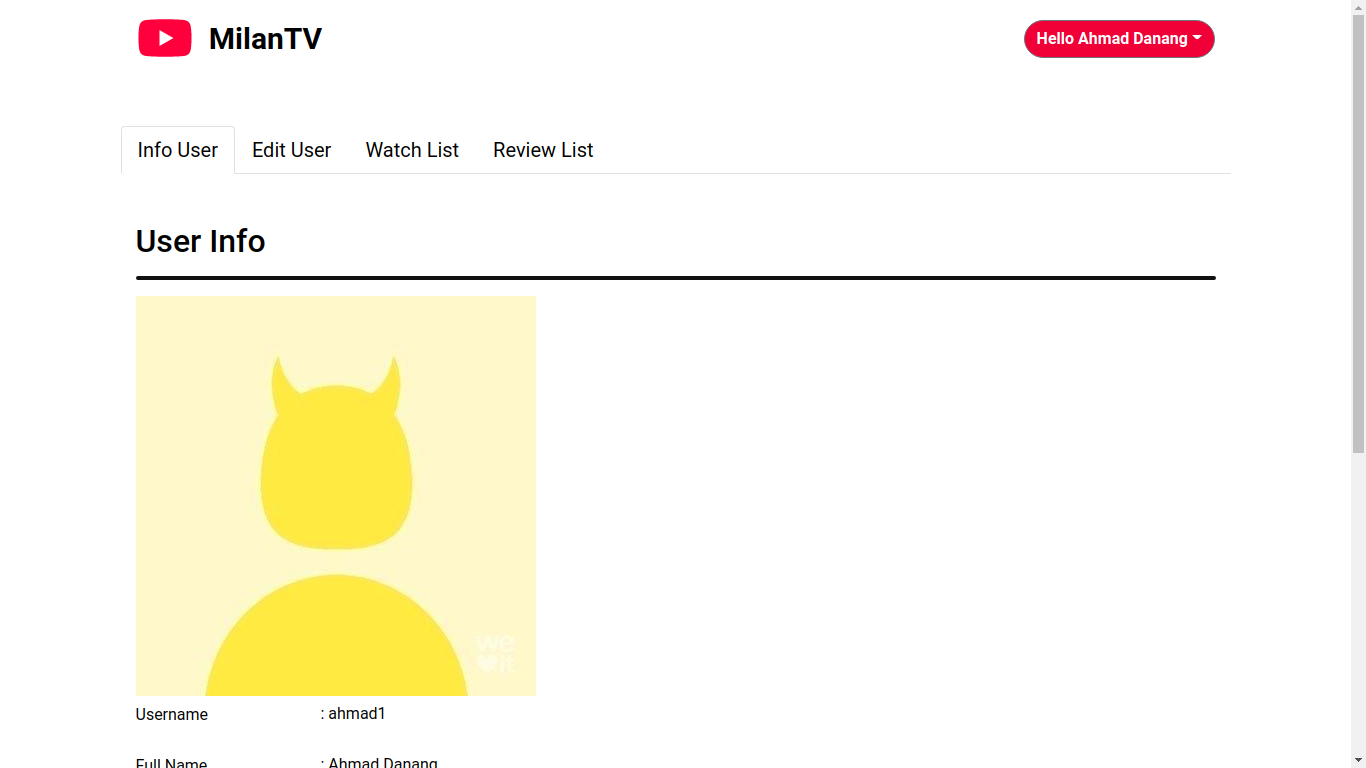 MilanTV
Hello Ahmad Danang
Info User
Edit User
Watch List
Review List
User Info
we
it
Username : ahmad1
Full Name : Ahmad Danang